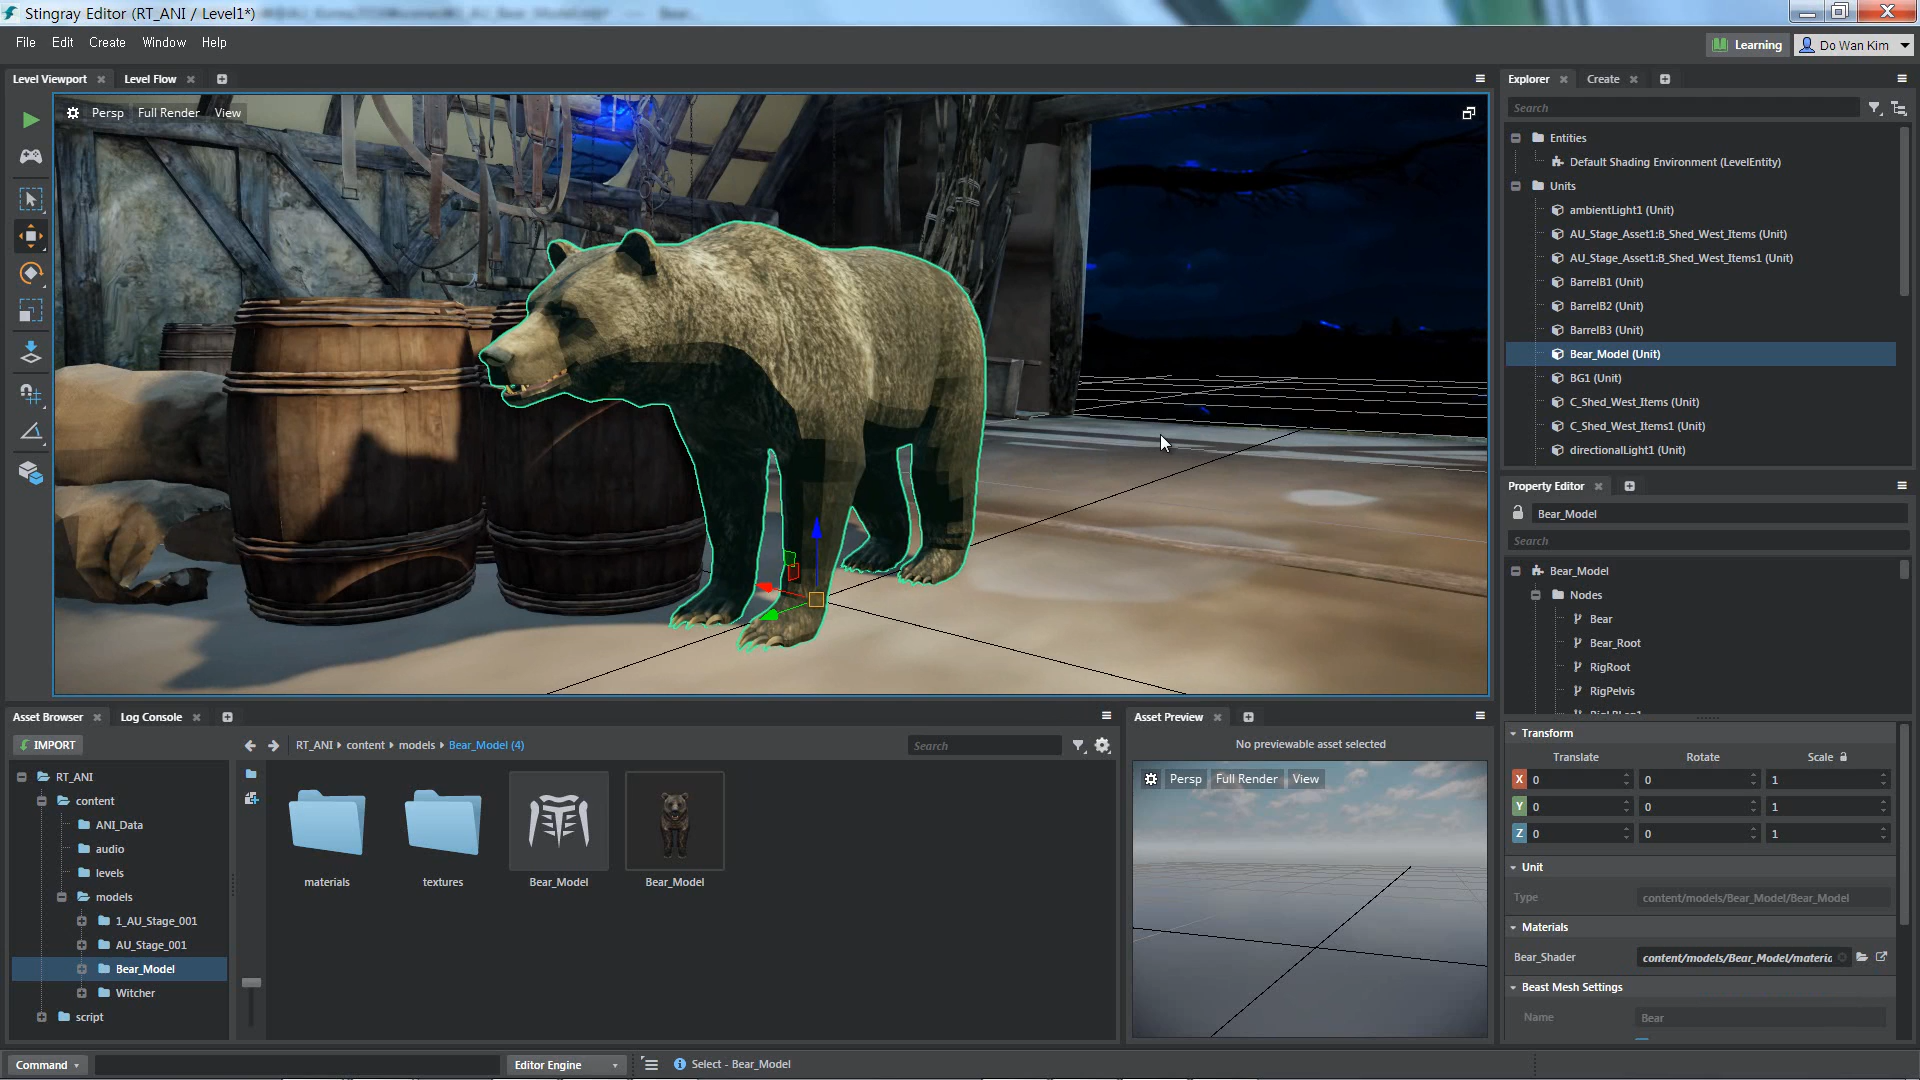 Stingray Editor (RT_ANI / Level1*)
File Edit Create Window Help
Learning
Do Wan Kim
Level Viewport
Level Flow
Persp Full Render View
Explorer
Create
Search
Entities
Default Shading Environment (LevelEntity)
Units
ambientLight1 (Unit)
AU_Stage_Asset1:B_Shed_West_Items (Unit)
AU_Stage_Asset1:B_Shed_West_Items1 (Unit)
BarrelB1 (Unit)
BarrelB2 (Unit)
BarrelB3 (Unit)
Bear_Model (Unit)
BG1 (Unit)
C_Shed_West_Items (Unit)
C_Shed_West_Items1 (Unit)
directionalLight1 (Unit)
Property Editor
Bear_Model
Search
Bear_Model
Nodes
Bear
Bear_Root
RigRoot
RigPelvis
Transform
Translate Rotate Scale
X 0 0 1
Y 0 0 1
Z 0 0 1
Unit
Type content/models/Bear_Model/Bear_Model
Materials
Bear_Shader content/models/Bear_Model/materia
Beast Mesh Settings
Name Bear
Asset Browser
Log Console
IMPORT
RT_ANI content models Bear_Model (4)
Search
RT_ANI
content
ANI_Data
audio
levels
models
1_AU_Stage_001
AU_Stage_001
Bear_Model
Witcher
script
materials
textures
Bear_Model
Bear_Model
Asset Preview
No previewable asset selected
Persp Full Render View
Command
Editor Engine
Select - Bear_Model